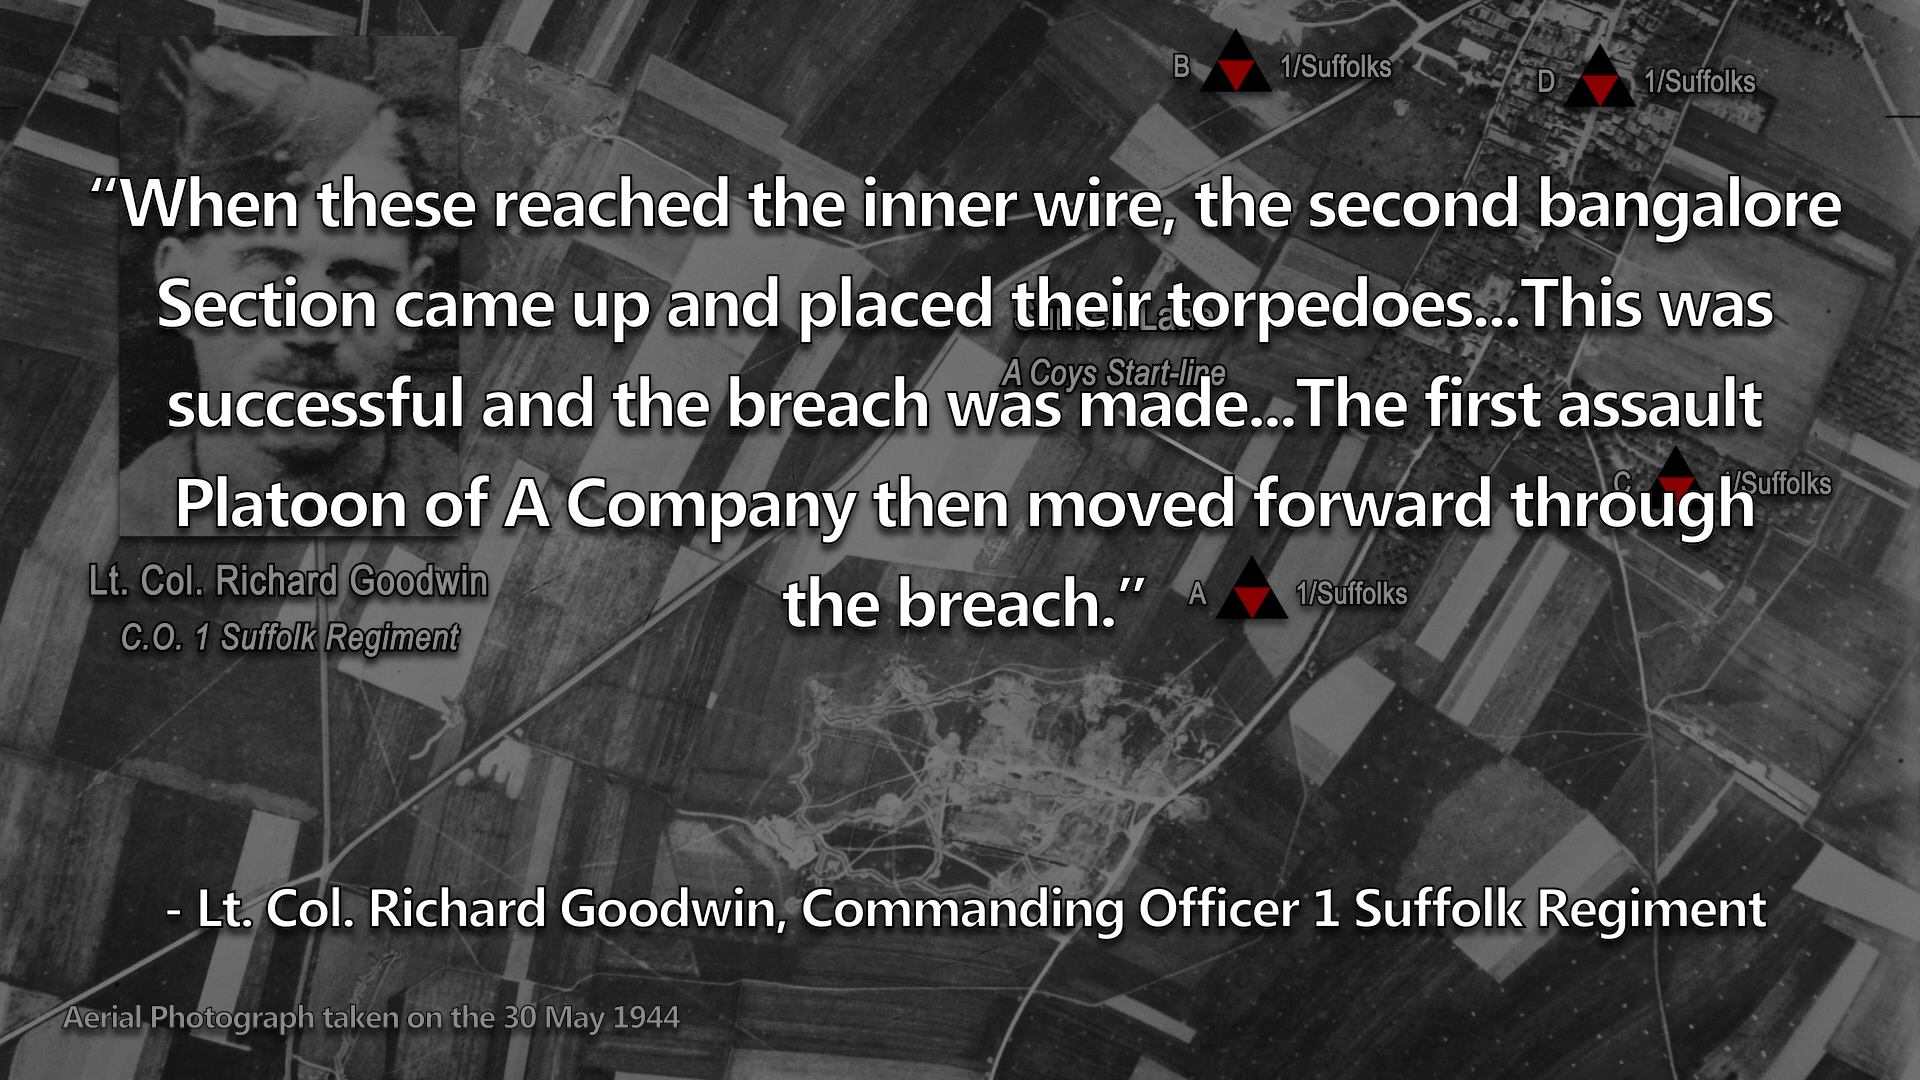 B 1/Suffolks
D 1/Suffolks
“When these reached the inner wire, the second bangalore
Section came up and placed their torpedoes...This was
successful and the breach was made...The first assault
Platoon of A Company then moved forward through
the breach.”
A Coys Start-line
C 1/Suffolks
A 1/Suffolks
Lt. Col. Richard Goodwin
C.O. 1 Suffolk Regiment
- Lt. Col. Richard Goodwin, Commanding Officer 1 Suffolk Regiment
Aerial Photograph taken on the 30 May 1944